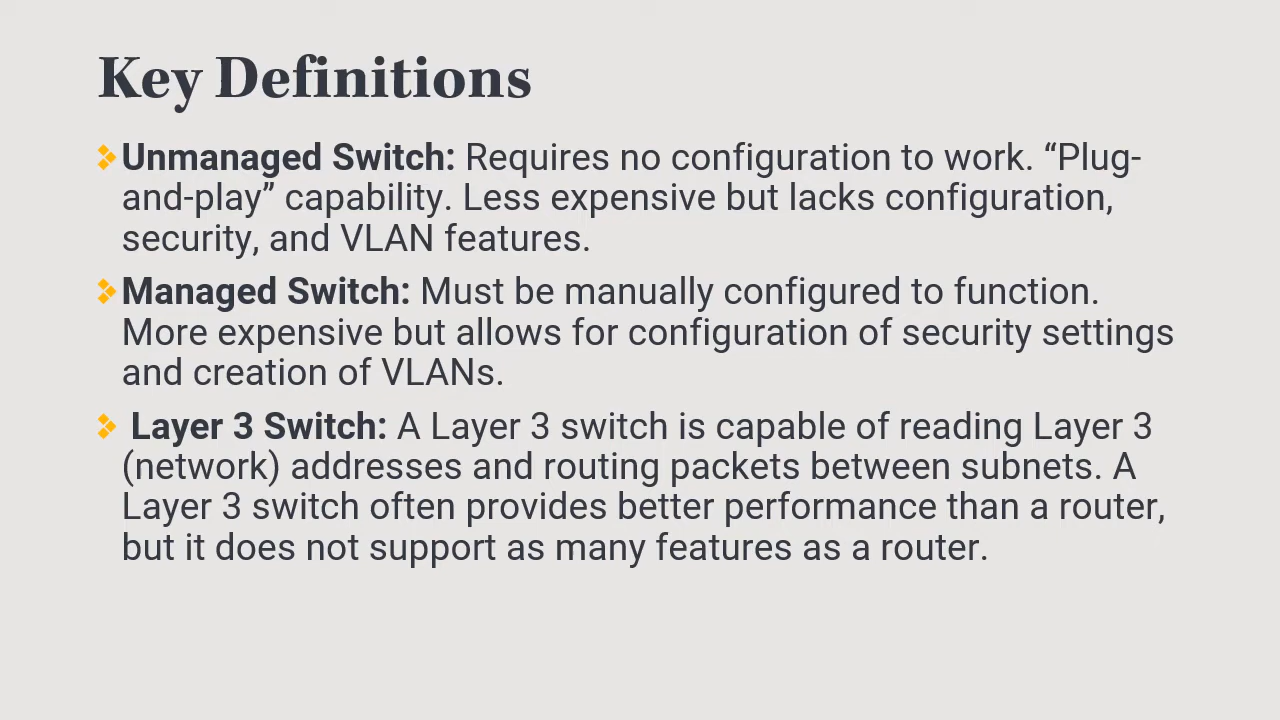 Key Definitions
Unmanaged Switch: Requires no configuration to work. “Plug-
and-play” capability. Less expensive but lacks configuration,
security, and VLAN features.
Managed Switch: Must be manually configured to function.
More expensive but allows for configuration of security settings
and creation of VLANs.
Layer 3 Switch: A Layer 3 switch is capable of reading Layer 3
(network) addresses and routing packets between subnets. A
Layer 3 switch often provides better performance than a router,
but it does not support as many features as a router.